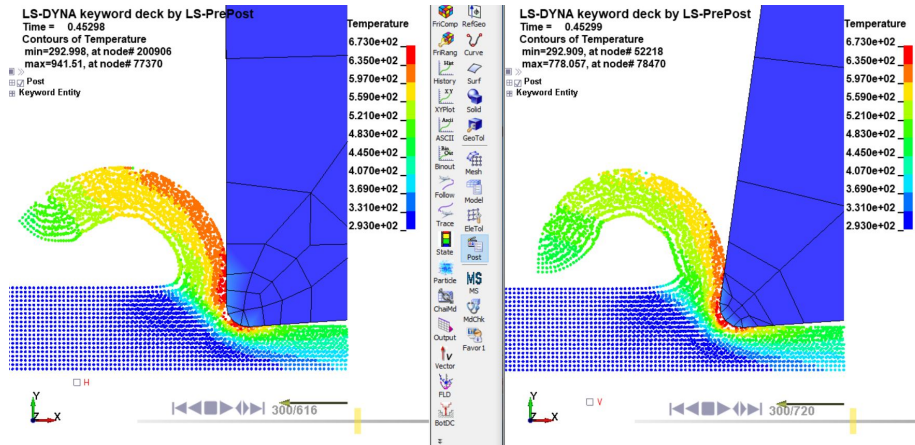 LS-DYNA keyword deck by LS-PrePost
Time = 0.45298
Contours of Temperature
min=292.998, at node# 200906
max=941.51, at node# 77370
Post
Keyword Entity
Temperature
6.730e+02
6.350e+02
5.970e+02
5.590e+02
5.210e+02
4.830e+02
4.450e+02
4.070e+02
3.690e+02
3.310e+02
2.930e+02
Y
Z
X
H
300/616
FriComp
RefGeo
FriRang
Curve
Hist
History
Surf
X Y
XYPlot
Solid
Ascii
ASCII
GeoTol
Bin
Out
Binout
Mesh
Follow
Model
Trace
EleTol
State
Post
Particle
MS
MS
ChaiMd
MdChk
Output
Favor1
V
Vector
FLD
BotDC
LS-DYNA keyword deck by LS-PrePost
Time = 0.45299
Contours of Temperature
min=292.909, at node# 52218
max=778.057, at node# 78470
Post
Keyword Entity
Temperature
6.730e+02
6.350e+02
5.970e+02
5.590e+02
5.210e+02
4.830e+02
4.450e+02
4.070e+02
3.690e+02
3.310e+02
2.930e+02
Y
Z
X
V
300/720